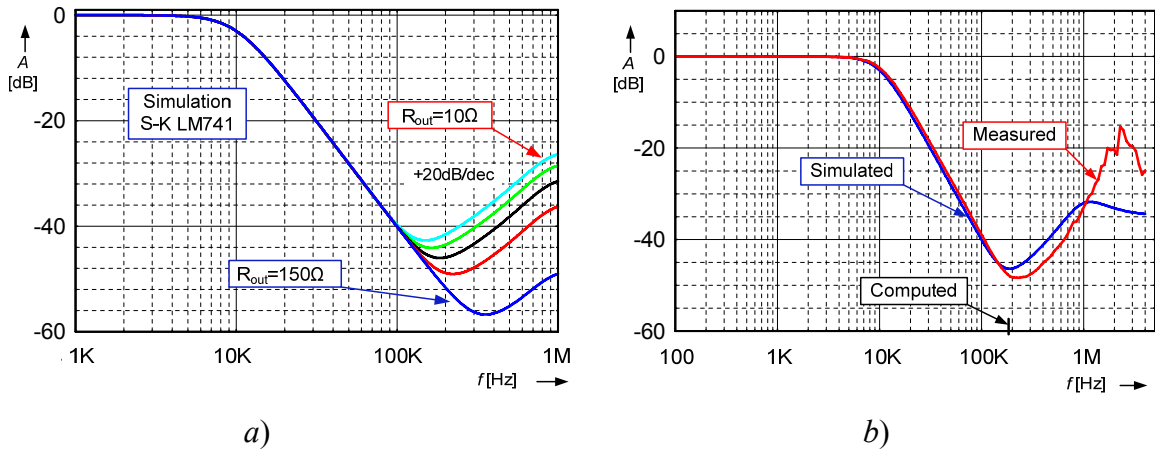 A
[dB]
0
-20
-40
-60
Simulation
S-K LM741
Rout=10Ω
+20dB/dec
Rout=150Ω
1K
10K
100K
1M
f [Hz]
a)
A
[dB]
0
-20
-40
-60
Measured
Simulated
Computed
100
1K
10K
100K
1M
f [Hz]
b)